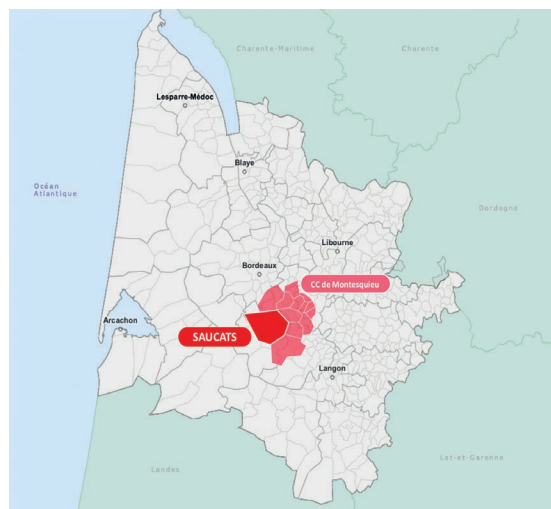 Charente-Maritime
Charente
Lesparre-Médoc
Blaye
Océan
Atlantique
Dordogne
Libourne
Bordeaux
CC de Montesquieu
Arcachon
SAUCATS
Langon
Lot-et-Garonne
Landes